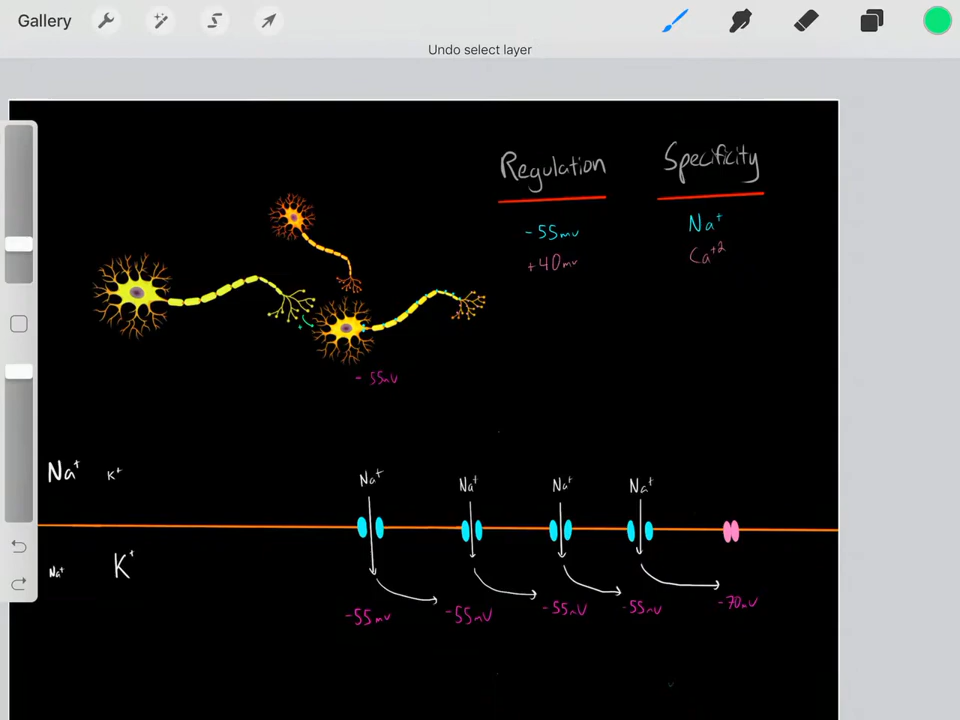 Gallery
Undo select layer
Regulation
Specificity
-55mv
Na+
+40mv
Ca+2
+
- 55mV
Na+ K+
Na+ Na+ Na+ Na+
Na+ K+
-55mv -55mV -55mV -55mV -70mV